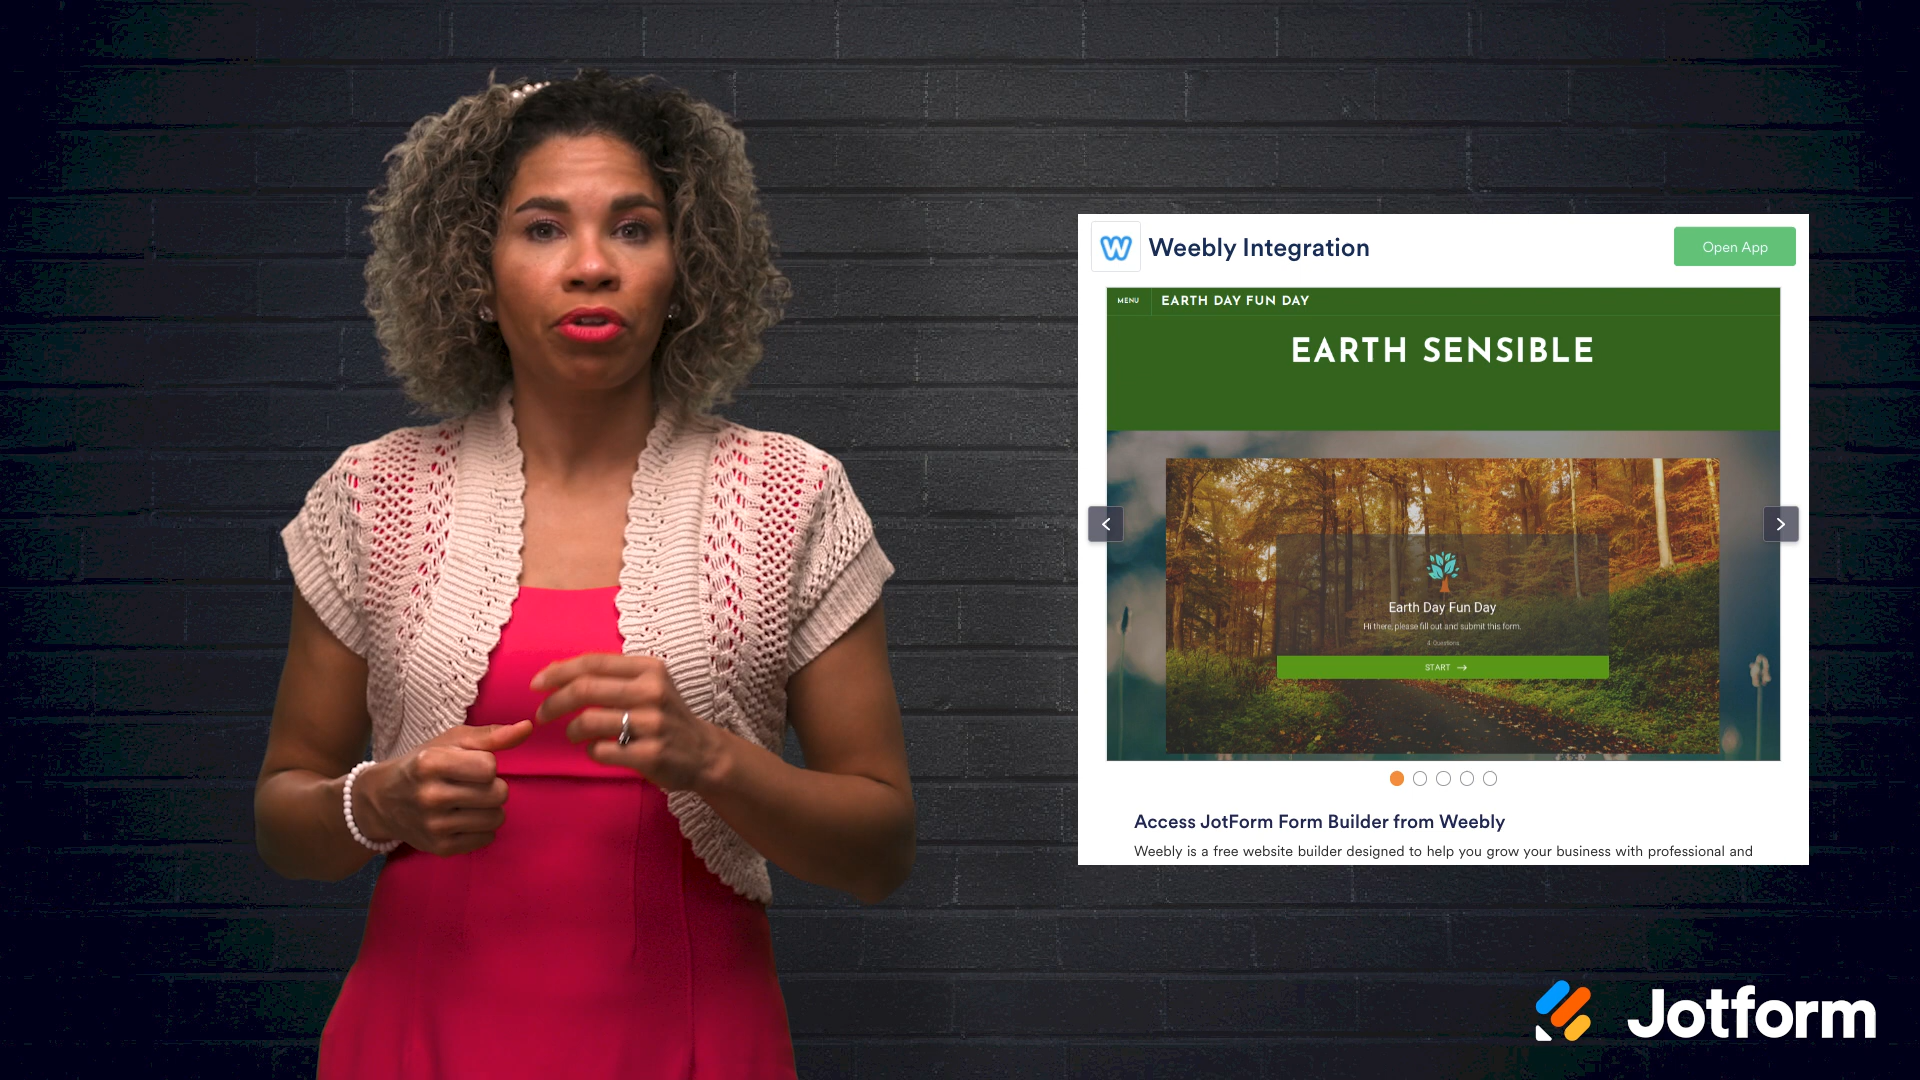 Weebly Integration
Open App
MENU
EARTH DAY FUN DAY
EARTH SENSIBLE
Earth Day Fun Day
Hi there, please fill out and submit this form.
4 Questions
START →
Access JotForm Form Builder from Weebly
Weebly is a free website builder designed to help you grow your business with professional and
Jotform